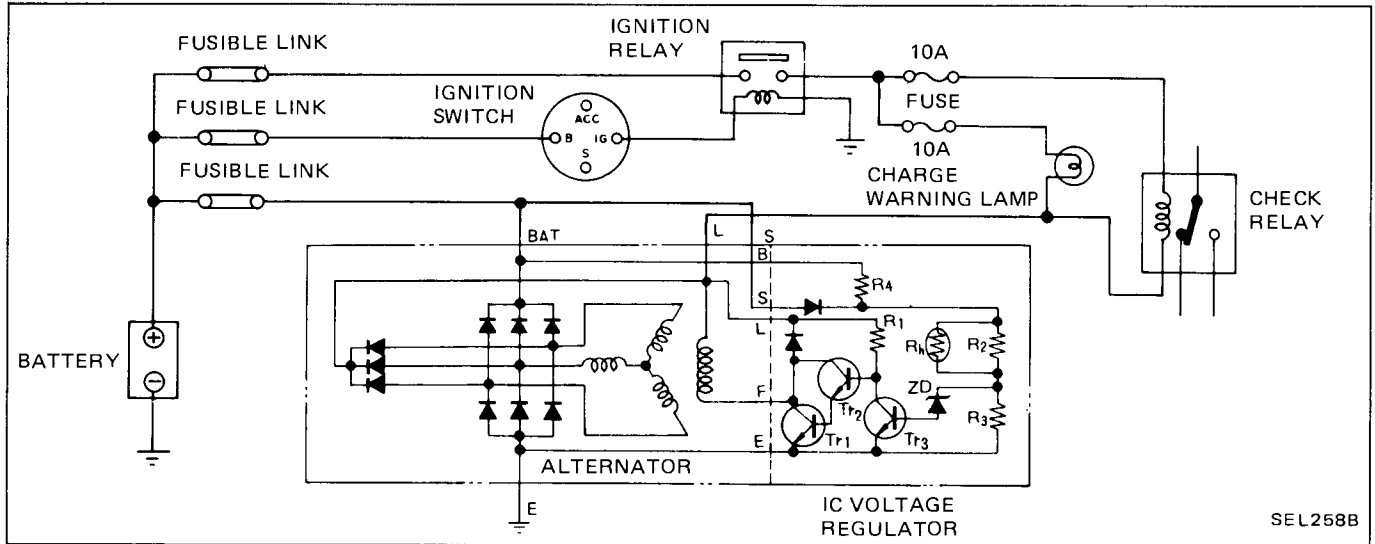 FUSIBLE LINK
IGNITION
RELAY
10A
FUSIBLE LINK
IGNITION
SWITCH
ACC
B
IG
S
FUSE
10A
FUSIBLE LINK
CHARGE
WARNING LAMP
CHECK
RELAY
BAT
L
S
B
R4
S
L
R1
Rh
R2
BATTERY
F
ZD
Tr2
R3
Tr1
Tr3
E
ALTERNATOR
E
IC VOLTAGE
REGULATOR
SEL258B